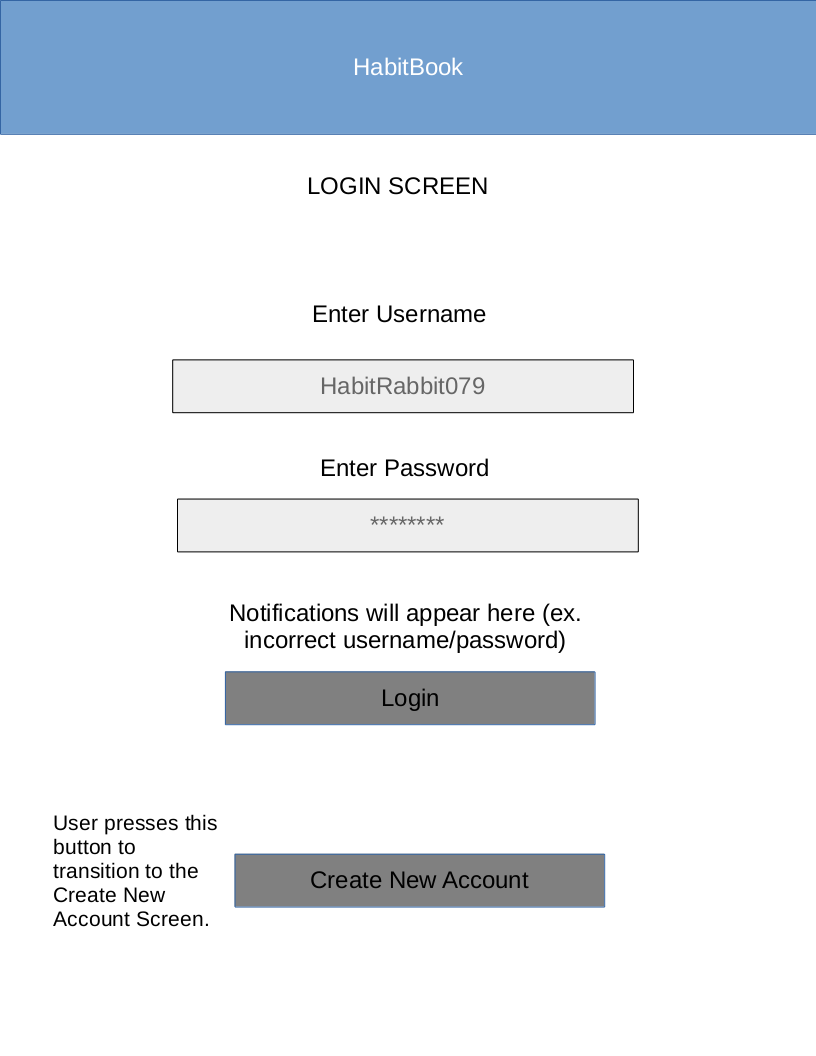 HabitBook
LOGIN SCREEN
Enter Username
HabitRabbit079
Enter Password
********
Notifications will appear here (ex.
incorrect username/password)
Login
User presses this
button to
transition to the
Create New
Account Screen.
Create New Account